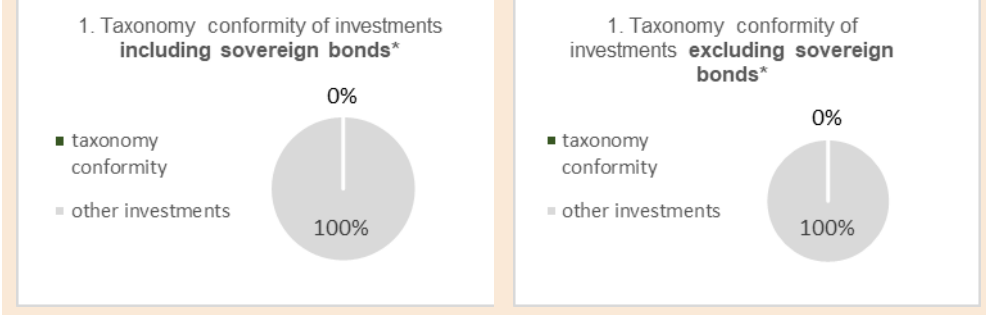 1. Taxonomy conformity of investments
including sovereign bonds*
0%
taxonomy
conformity
other investments
100%
1. Taxonomy conformity of
investments excluding sovereign
bonds*
0%
taxonomy
conformity
other investments
100%